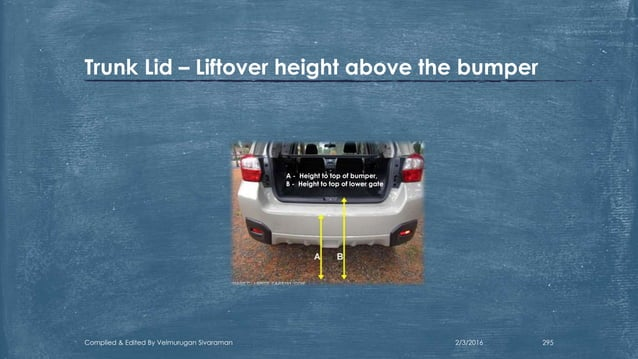 Trunk Lid – Liftover height above the bumper
A - Height to top of bumper,
B - Height to top of lower gate
A B
Complied & Edited By Velmurugan Sivaraman 2/3/2016 295